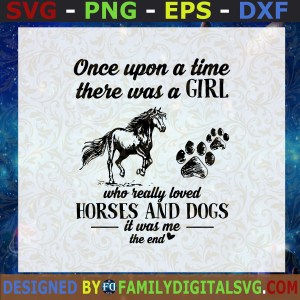 SVG - PNG - EPS - DXF
Once upon a time
there was a GIRL
who really loved
HORSES AND DOGS
it was me
the end
DESIGNED BY: FD FAMILYDIGITALSVG.COM